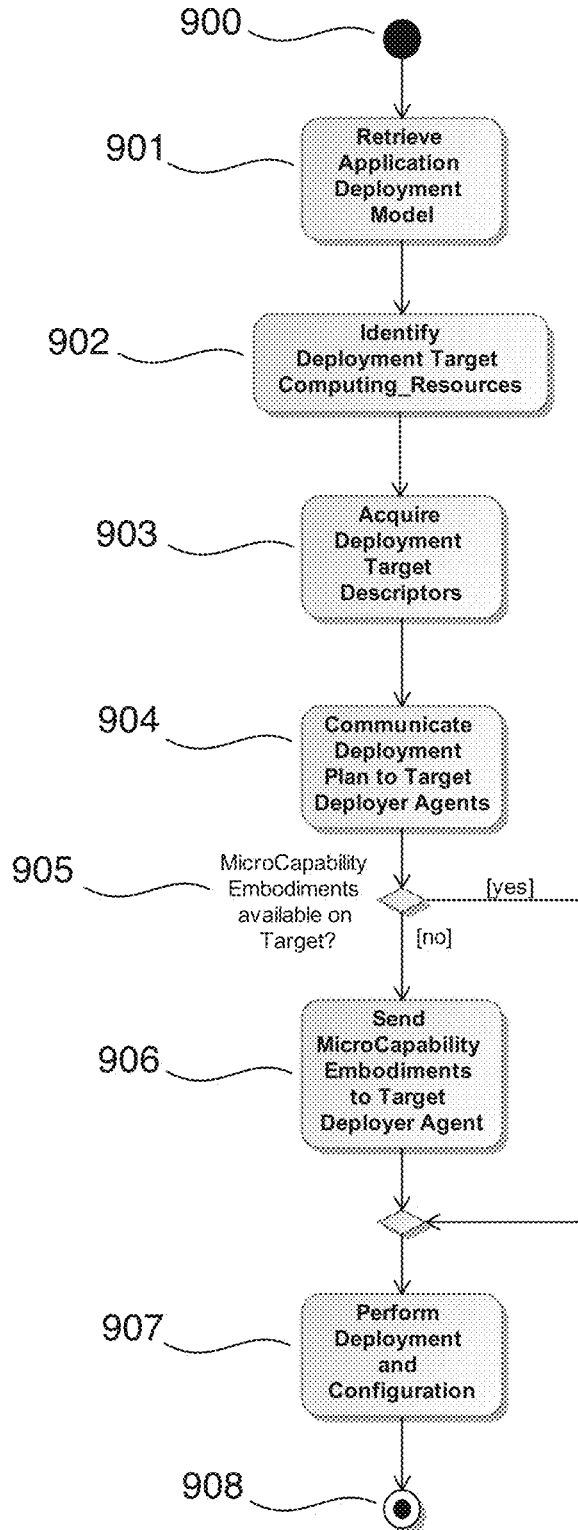 900
901
Retrieve
Application
Deployment
Model
902
Identify
Deployment Target
Computing_Resources
903
Acquire
Deployment
Target
Descriptors
904
Communicate
Deployment
Plan to Target
Deployer Agents
905
MicroCapability
Embodiments
available on
Target?
[yes]
[no]
906
Send
MicroCapability
Embodiments
to Target
Deployer Agent
907
Perform
Deployment
and
Configuration
908